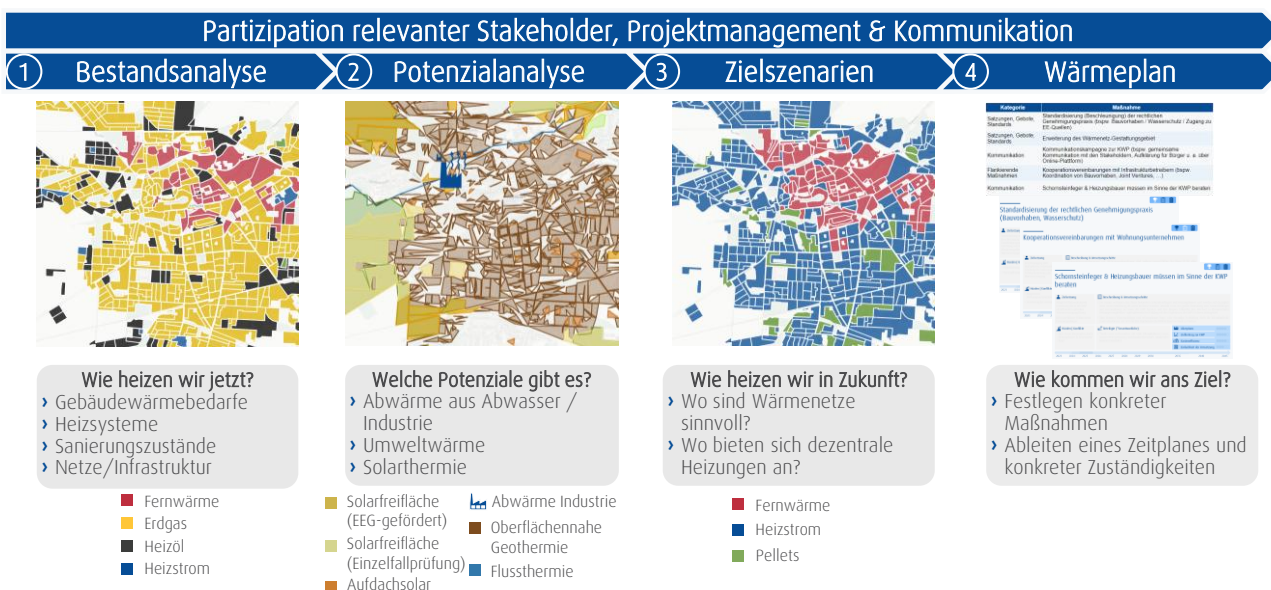 Partizipation relevanter Stakeholder, Projektmanagement & Kommunikation
1 Bestandsanalyse
2 Potenzialanalyse
3 Zielszenarien
4 Wärmeplan
Kategorie Maßnahme
Satzungen, Gebote, Standards
Standardisierung (Beschleunigung) der rechtlichen
Genehmigungspraxis (bspw. Bauvorhaben / Wasserschutz / Zugang zu
EE-Quellen)
Satzungen, Gebote, Standards
Erweiterung des Wärmenetz-Gestaltungsgebiet
Kommunikation
Kommunikationskampagne zur KWP (bspw. gemeinsame
Kommunikation mit den Stakeholdern, Aufklärung für Bürger u. a. über
Online-Plattform)
Flankierende Maßnahmen
Kooperationsvereinbarungen mit Infrastrukturbetreibern (bspw.
Koordination von Bauvorhaben, Joint Ventures, ...)
Kommunikation Schornsteinfeger & Heizungsbauer müssen im Sinne der KWP beraten
Standardisierung der rechtlichen Genehmigungspraxis
(Bauvorhaben, Wasserschutz)
Kooperationsvereinbarungen mit Wohnungsunternehmen
Schornsteinfeger & Heizungsbauer müssen im Sinne der KWP
beraten
Wie heizen wir jetzt?
› Gebäudewärmebedarfe
› Heizsysteme
› Sanierungszustände
› Netze/Infrastruktur
Fernwärme
Erdgas
Heizöl
Heizstrom
Welche Potenziale gibt es?
› Abwärme aus Abwasser /
Industrie
› Umweltwärme
› Solarthermie
Solarfreifläche
(EEG-gefördert)
Solarfreifläche
(Einzelfallprüfung)
Aufdachsolar
Abwärme Industrie
Oberflächennahe
Geothermie
Flussthermie
Wie heizen wir in Zukunft?
› Wo sind Wärmenetze
sinnvoll?
› Wo bieten sich dezentrale
Heizungen an?
Fernwärme
Heizstrom
Pellets
Wie kommen wir ans Ziel?
› Festlegen konkreter
Maßnahmen
› Ableiten eines Zeitplanes und
konkreter Zuständigkeiten